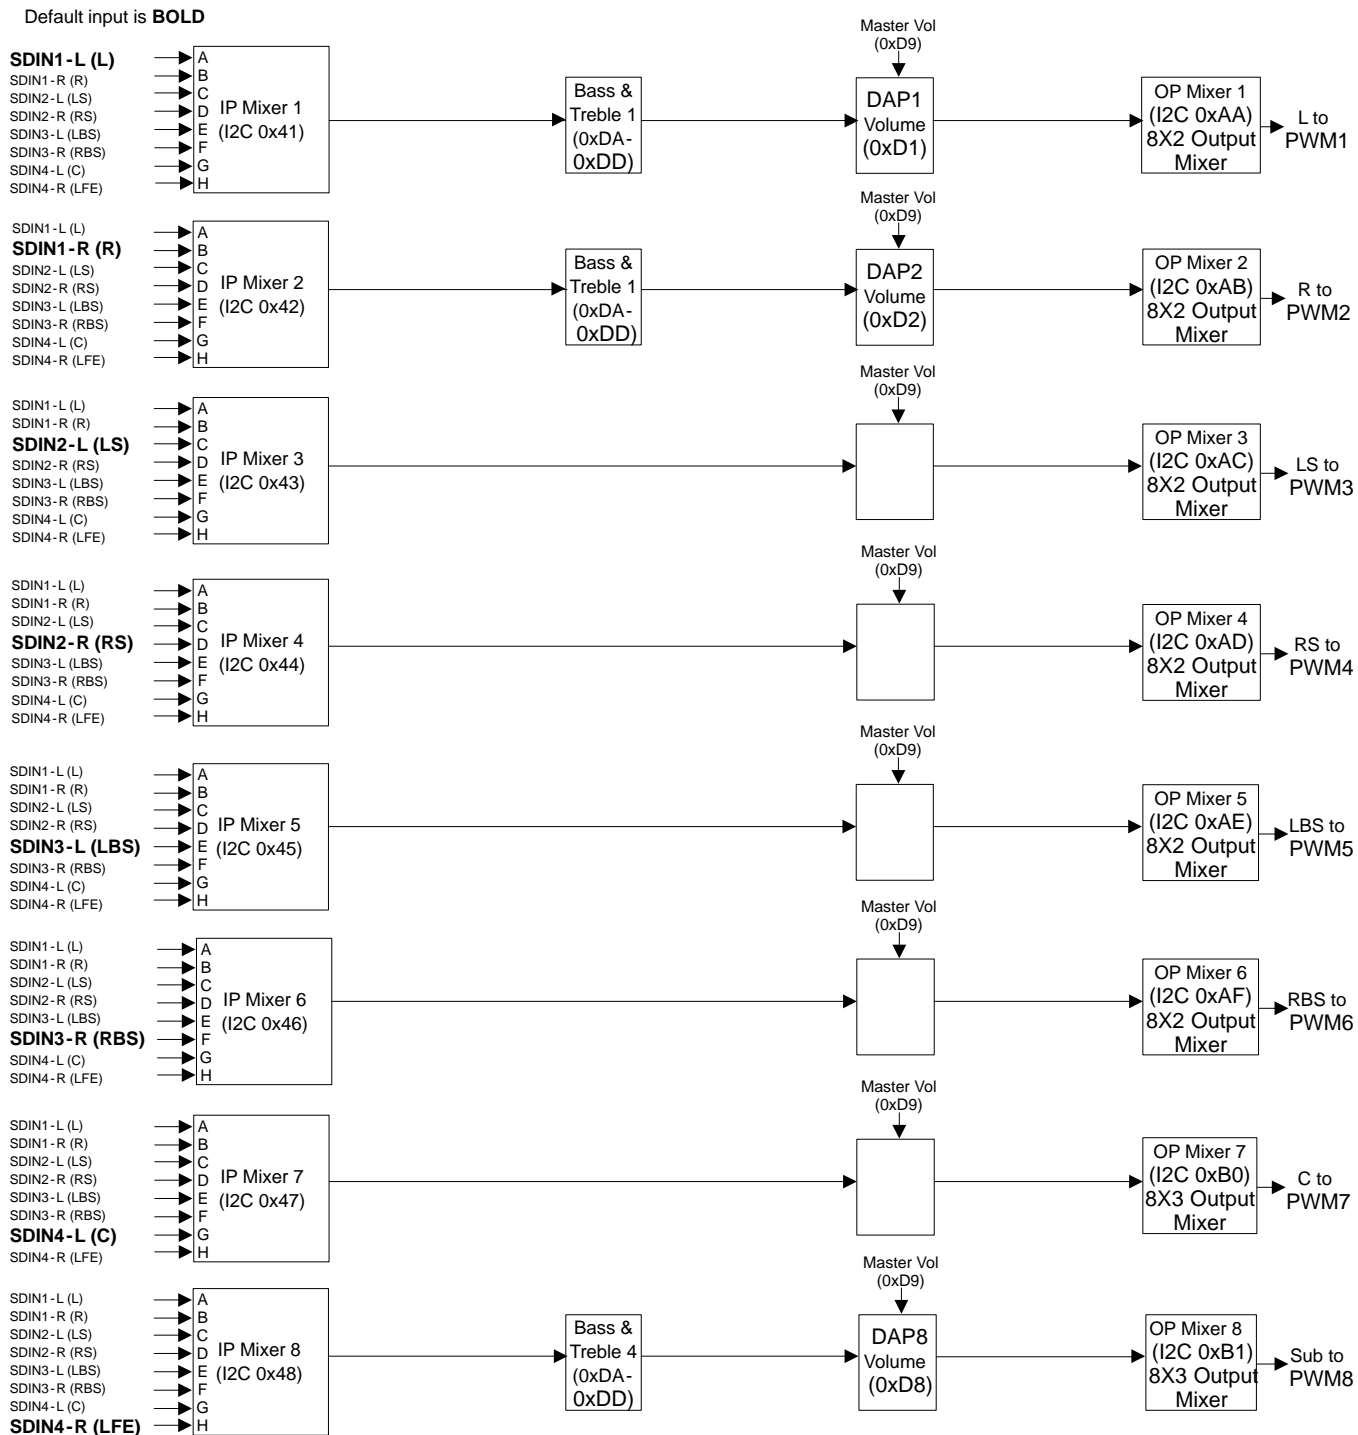 Default input is BOLD
SDIN1-L (L)
SDIN1-R (R)
SDIN2-L (LS)
SDIN2-R (RS)
SDIN3-L (LBS)
SDIN3-R (RBS)
SDIN4-L (C)
SDIN4-R (LFE)
A
B
C
D
E
F
G
H
IP Mixer 1
(I2C 0x41)
Bass &
Treble 1
(0xDA-
0xDD)
Master Vol
(0xD9)
DAP1
Volume
(0xD1)
OP Mixer 1
(I2C 0xAA)
8X2 Output
Mixer
L to
PWM1
SDIN1-L (L)
SDIN1-R (R)
SDIN2-L (LS)
SDIN2-R (RS)
SDIN3-L (LBS)
SDIN3-R (RBS)
SDIN4-L (C)
SDIN4-R (LFE)
A
B
C
D
E
F
G
H
IP Mixer 2
(I2C 0x42)
Bass &
Treble 1
(0xDA-
0xDD)
Master Vol
(0xD9)
DAP2
Volume
(0xD2)
OP Mixer 2
(I2C 0xAB)
8X2 Output
Mixer
R to
PWM2
SDIN1-L (L)
SDIN1-R (R)
SDIN2-L (LS)
SDIN2-R (RS)
SDIN3-L (LBS)
SDIN3-R (RBS)
SDIN4-L (C)
SDIN4-R (LFE)
A
B
C
D
E
F
G
H
IP Mixer 3
(I2C 0x43)
Master Vol
(0xD9)
OP Mixer 3
(I2C 0xAC)
8X2 Output
Mixer
LS to
PWM3
SDIN1-L (L)
SDIN1-R (R)
SDIN2-L (LS)
SDIN2-R (RS)
SDIN3-L (LBS)
SDIN3-R (RBS)
SDIN4-L (C)
SDIN4-R (LFE)
A
B
C
D
E
F
G
H
IP Mixer 4
(I2C 0x44)
Master Vol
(0xD9)
OP Mixer 4
(I2C 0xAD)
8X2 Output
Mixer
RS to
PWM4
SDIN1-L (L)
SDIN1-R (R)
SDIN2-L (LS)
SDIN2-R (RS)
SDIN3-L (LBS)
SDIN3-R (RBS)
SDIN4-L (C)
SDIN4-R (LFE)
A
B
C
D
E
F
G
H
IP Mixer 5
(I2C 0x45)
Master Vol
(0xD9)
OP Mixer 5
(I2C 0xAE)
8X2 Output
Mixer
LBS to
PWM5
SDIN1-L (L)
SDIN1-R (R)
SDIN2-L (LS)
SDIN2-R (RS)
SDIN3-L (LBS)
SDIN3-R (RBS)
SDIN4-L (C)
SDIN4-R (LFE)
A
B
C
D
E
F
G
H
IP Mixer 6
(I2C 0x46)
Master Vol
(0xD9)
OP Mixer 6
(I2C 0xAF)
8X2 Output
Mixer
RBS to
PWM6
SDIN1-L (L)
SDIN1-R (R)
SDIN2-L (LS)
SDIN2-R (RS)
SDIN3-L (LBS)
SDIN3-R (RBS)
SDIN4-L (C)
SDIN4-R (LFE)
A
B
C
D
E
F
G
H
IP Mixer 7
(I2C 0x47)
Master Vol
(0xD9)
OP Mixer 7
(I2C 0xB0)
8X3 Output
Mixer
C to
PWM7
SDIN1-L (L)
SDIN1-R (R)
SDIN2-L (LS)
SDIN2-R (RS)
SDIN3-L (LBS)
SDIN3-R (RBS)
SDIN4-L (C)
SDIN4-R (LFE)
A
B
C
D
E
F
G
H
IP Mixer 8
(I2C 0x48)
Bass &
Treble 4
(0xDA-
0xDD)
Master Vol
(0xD9)
DAP8
Volume
(0xD8)
OP Mixer 8
(I2C 0xB1)
8X3 Output
Mixer
Sub to
PWM8